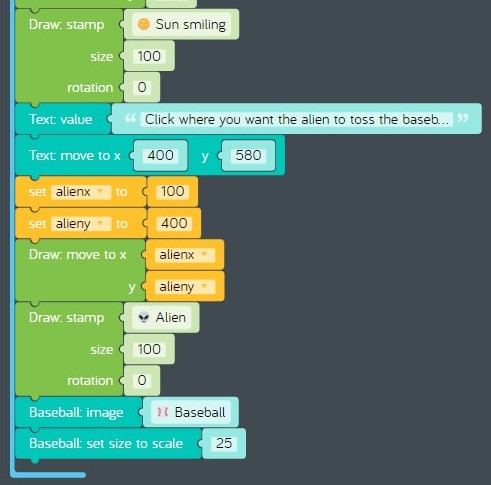 Draw: stamp Sun smiling
size 100
rotation 0
Text: value “ Click where you want the alien to toss the baseb... ”
Text: move to x 400 y 580
set alienx to 100
set alieny to 400
Draw: move to x alienx
y alieny
Draw: stamp Alien
size 100
rotation 0
Baseball: image Baseball
Baseball: set size to scale 25